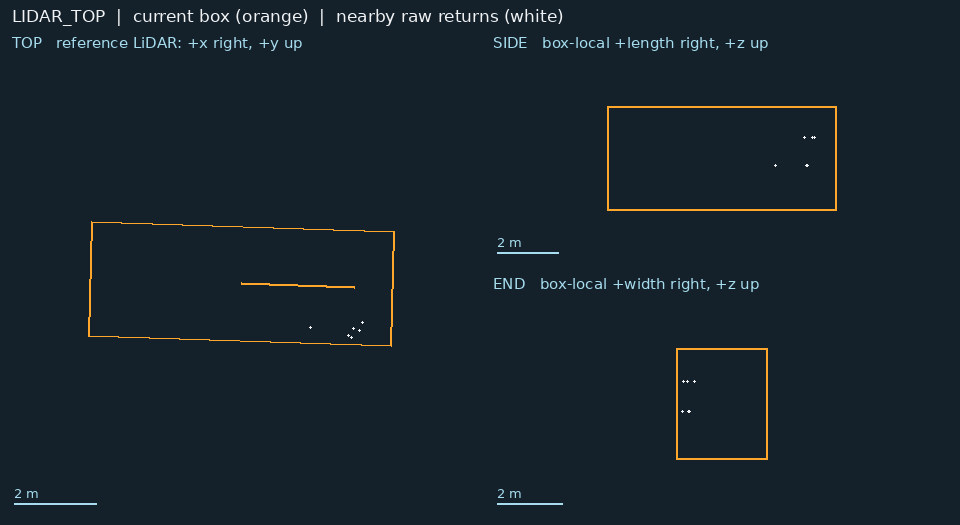 LIDAR_TOP | current box (orange) | nearby raw returns (white)
TOP reference LiDAR: +x right, +y up
SIDE box-local +length right, +z up
2 m
END box-local +width right, +z up
2 m
2 m